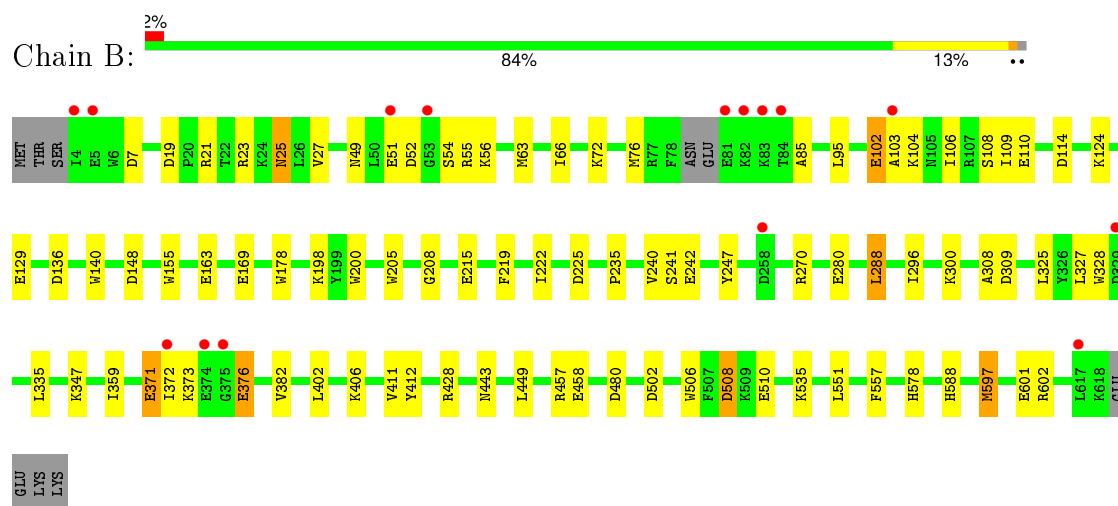 2%
Chain B:
84% 13% ••
MET THR SER I4 E5 W6 D7 D19 P20 R21 T22 R23 K24 N25 L26 V27 N49 L50 E51 D52 G53 S54 R55 K56 M63 I66 K72 M76 R77 F78 ASN GLU E81 K82 K83 T84 A85 L95 E102 A103 K104 N105 I106 R107 S108 I109 E110 D114 K124
E129 D136 W140 D148 W155 E163 E169 W178 K198 Y199 W200 W205 G208 E215 F219 I222 D225 P235 V240 S241 E242 Y247 D258 R270 E280 L288 I296 K300 A308 D309 L325 Y326 L327 W328
L335 K347 I359 E371 I372 K373 E374 G375 E376 V382 L402 K406 V411 Y412 R428 N443 L449 R457 E458 D480 D502 W506 F507 D508 K509 E510 K535 L551 F557 H578 H588 M597 E601 R602 L617 K618 GLU
GLU LYS LYS